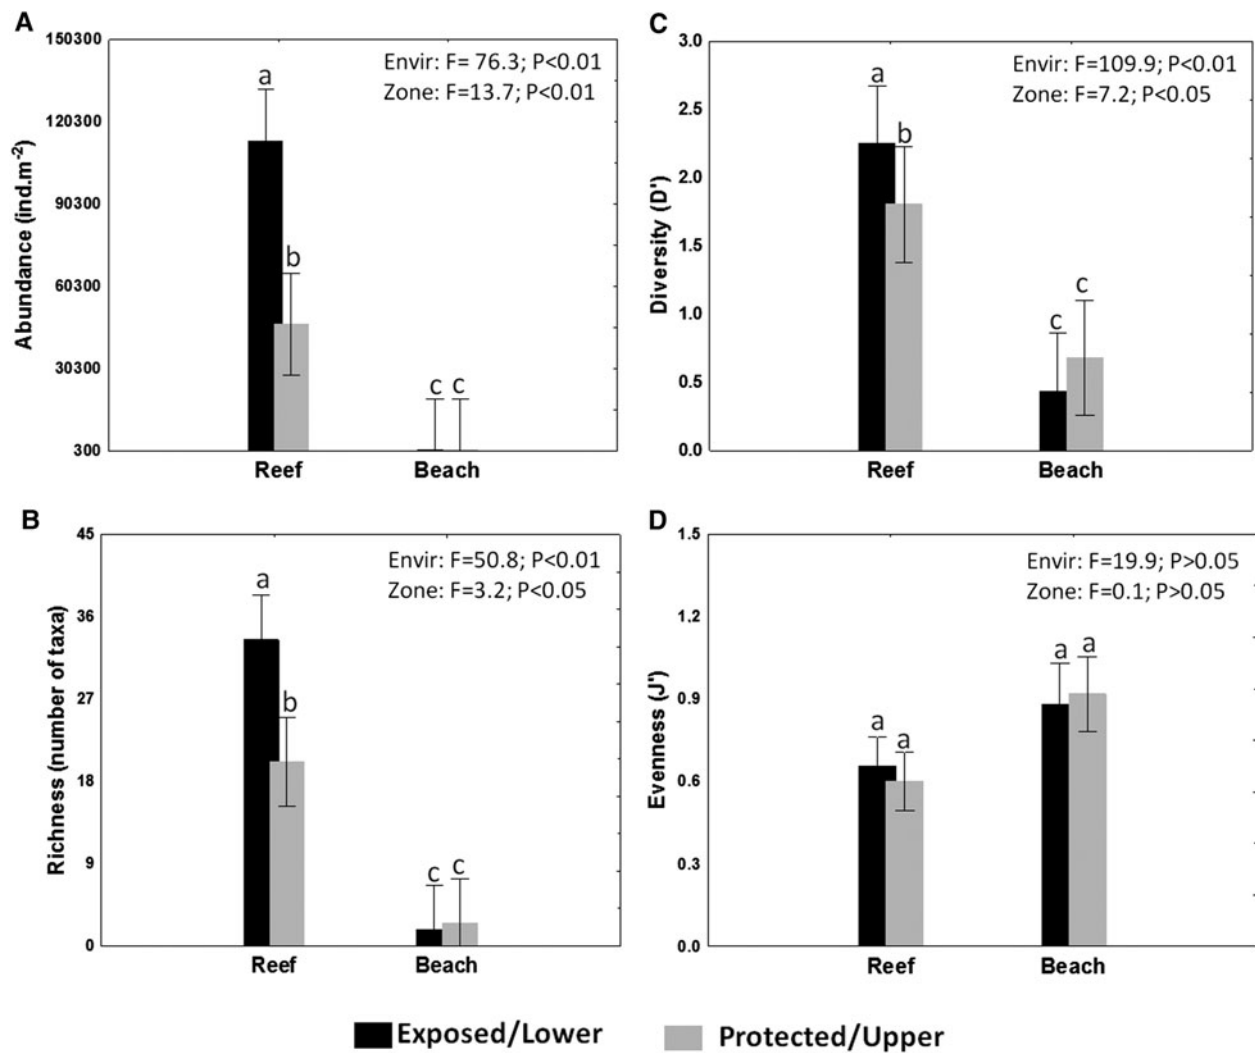 A
Abundance (ind.m-2)
150300
120300
90300
60300
30300
300
Envir: F= 76.3; P<0.01
Zone: F=13.7; P<0.01
a
b
c c
Reef Beach
C
Diversity (D')
3.0
2.5
2.0
1.5
1.0
0.5
0.0
Envir: F=109.9; P<0.01
Zone: F=7.2; P<0.05
a
b
c
c
Reef Beach
B
Richness (number of taxa)
45
36
27
18
9
0
Envir: F=50.8; P<0.01
Zone: F=3.2; P<0.05
a
b
c c
Reef Beach
D
Evenness (J')
1.5
1.2
0.9
0.6
0.3
0.0
Envir: F=19.9; P>0.05
Zone: F=0.1; P>0.05
a
a
a
a
Reef Beach
Exposed/Lower Protected/Upper